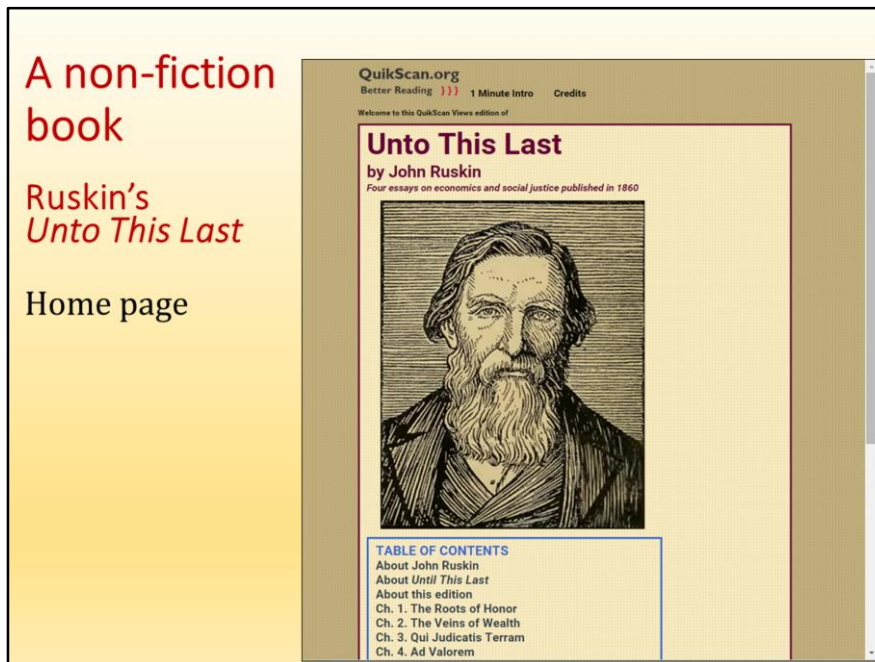 A non-fiction
book
Ruskin’s
Unto This Last
Home page
QuikScan.org
Better Reading }}} 1 Minute Intro Credits
Welcome to this QuikScan Views edition of
Unto This Last
by John Ruskin
Four essays on economics and social justice published in 1860
TABLE OF CONTENTS
About John Ruskin
About Until This Last
About this edition
Ch. 1. The Roots of Honor
Ch. 2. The Veins of Wealth
Ch. 3. Qui Judicatis Terram
Ch. 4. Ad Valorem